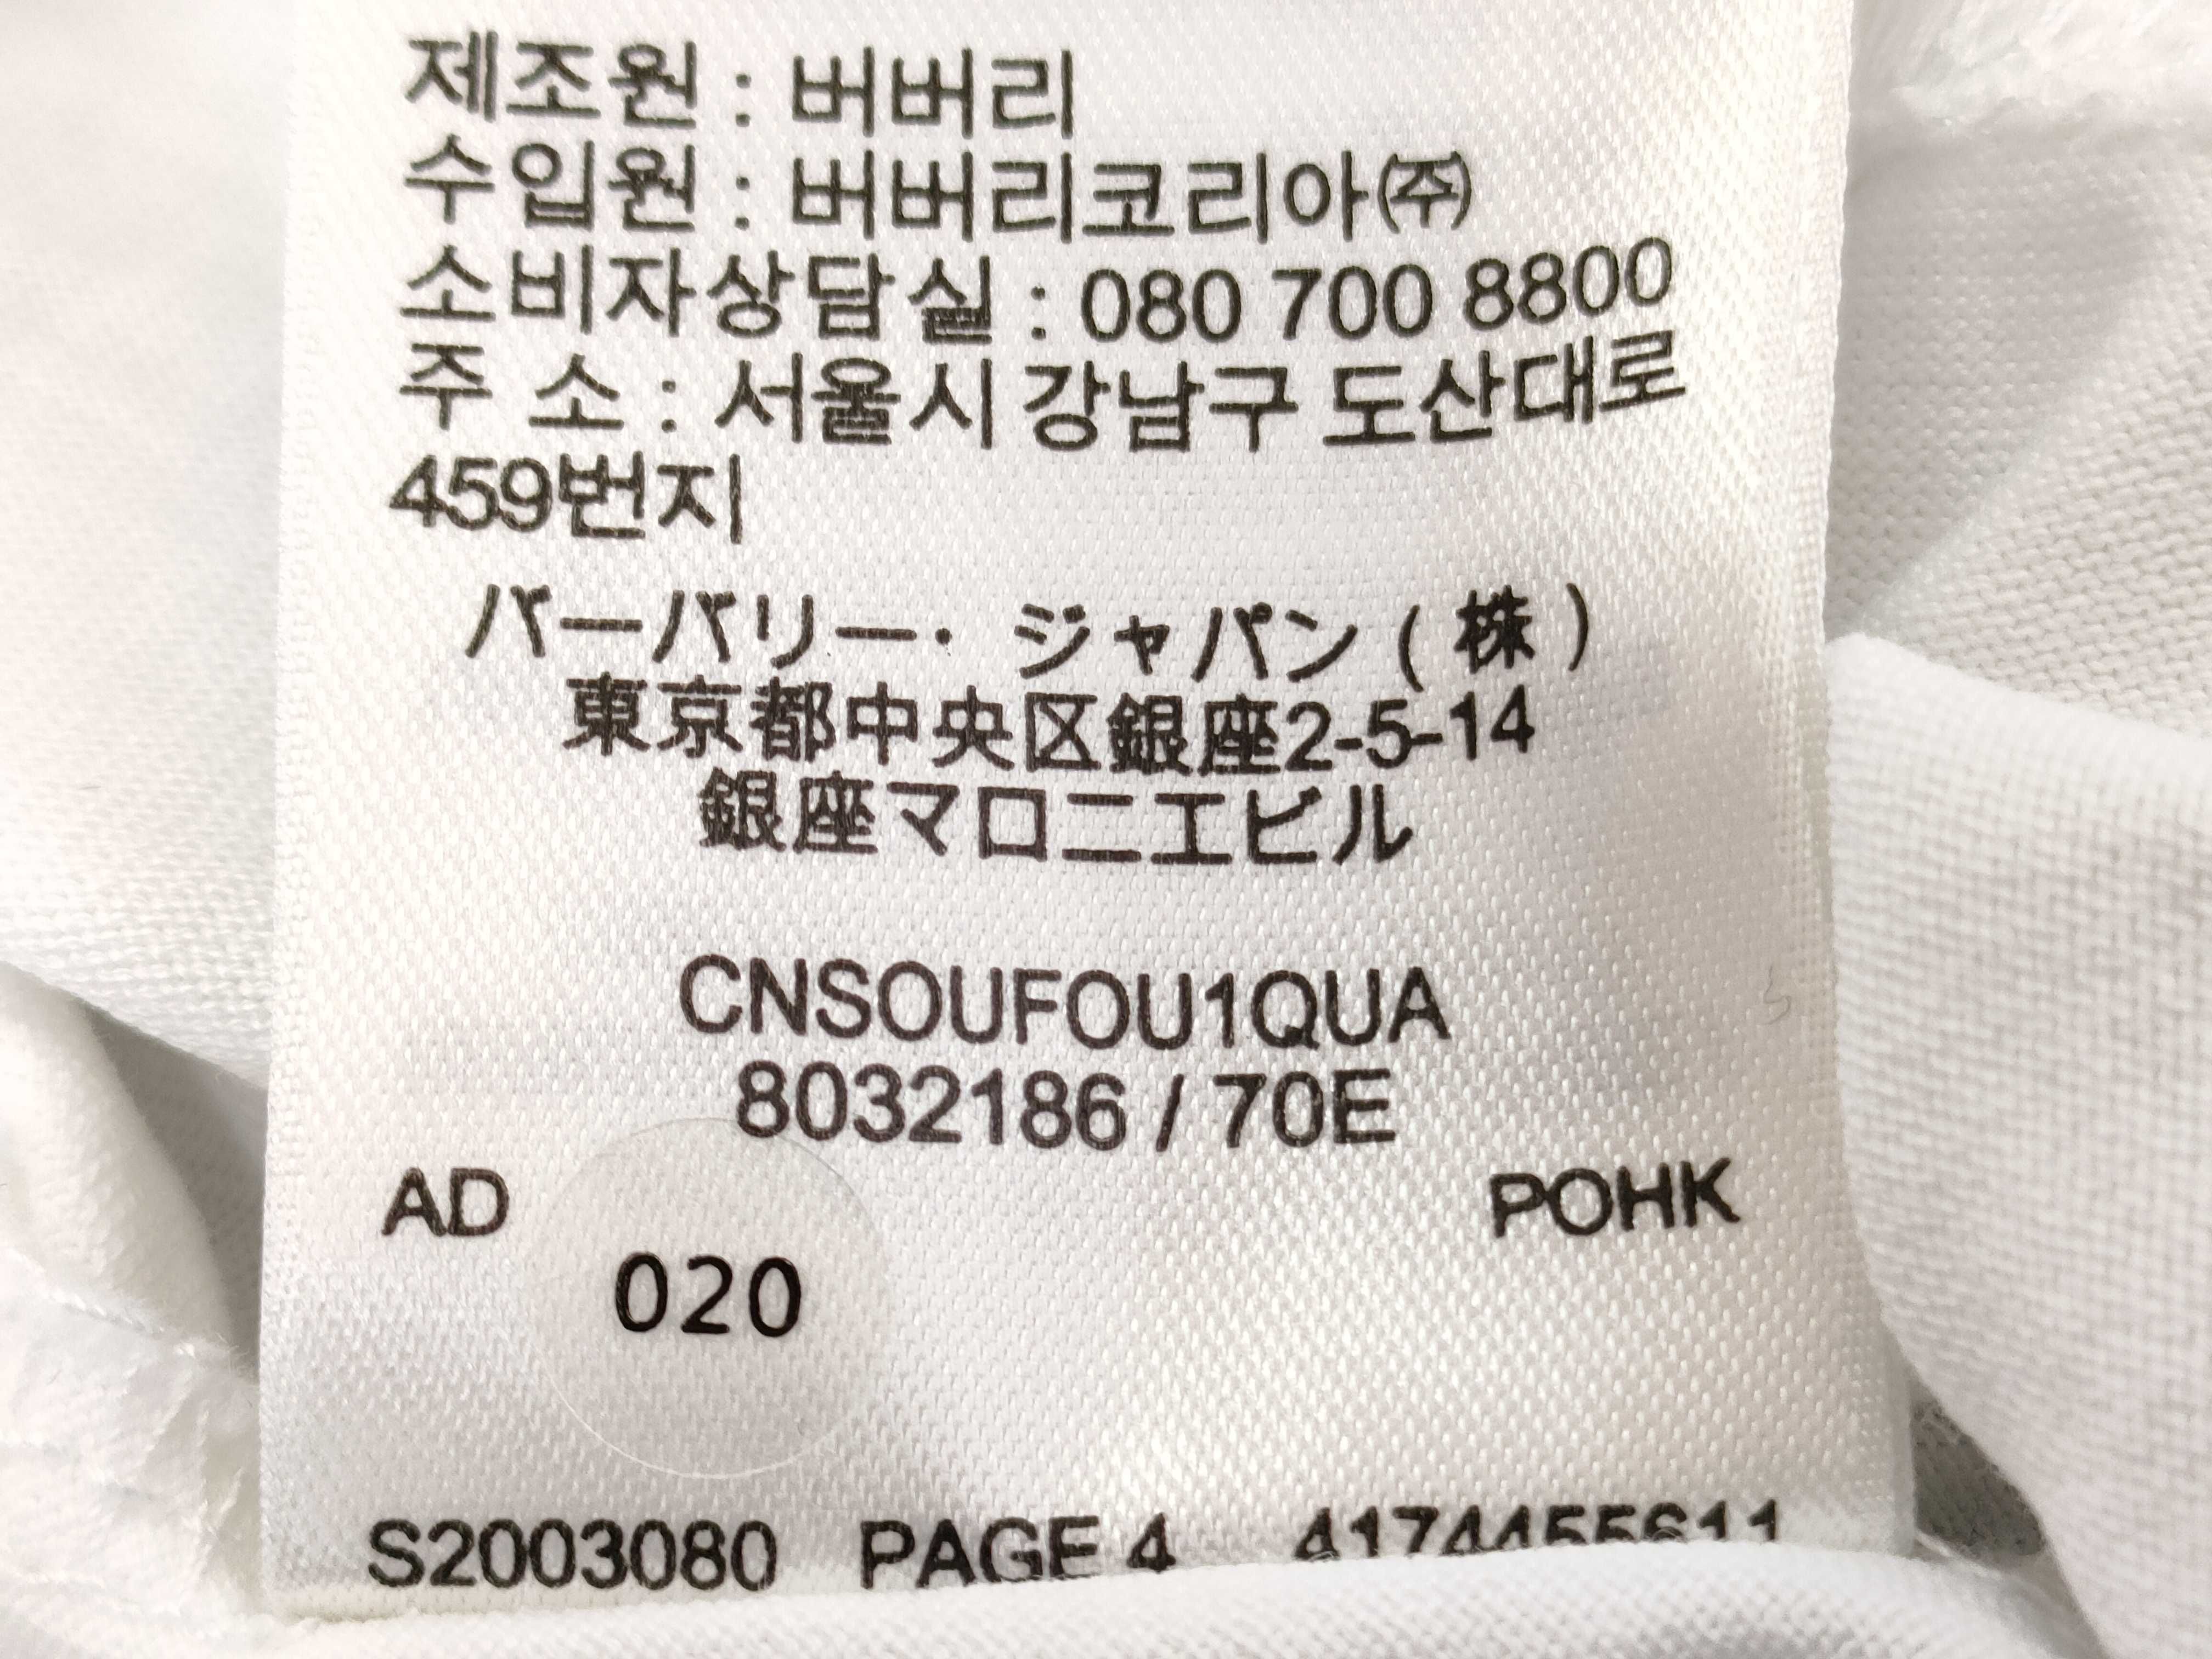 제조원 : 버버리
수입원 : 버버리코리아㈜
소비자상담실 : 080 700 8800
주 소 : 서울시 강남구 도산대로
459번지
バーバリー・ジャパン ( 株 )
東京都中央区銀座2-5-14
銀座マロニエビル
CNSOUFOU1QUA
8032186 / 70E
AD POHK
020
S2003080 PAGE 4